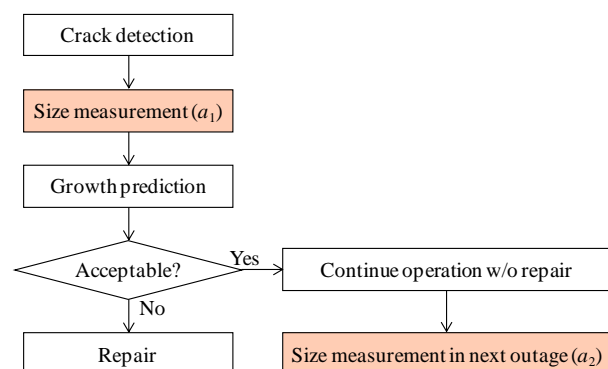 Crack detection
Size measurement (a1)
Growth prediction
Acceptable?
Yes
Continue operation w/o repair
No
Repair
Size measurement in next outage (a2)